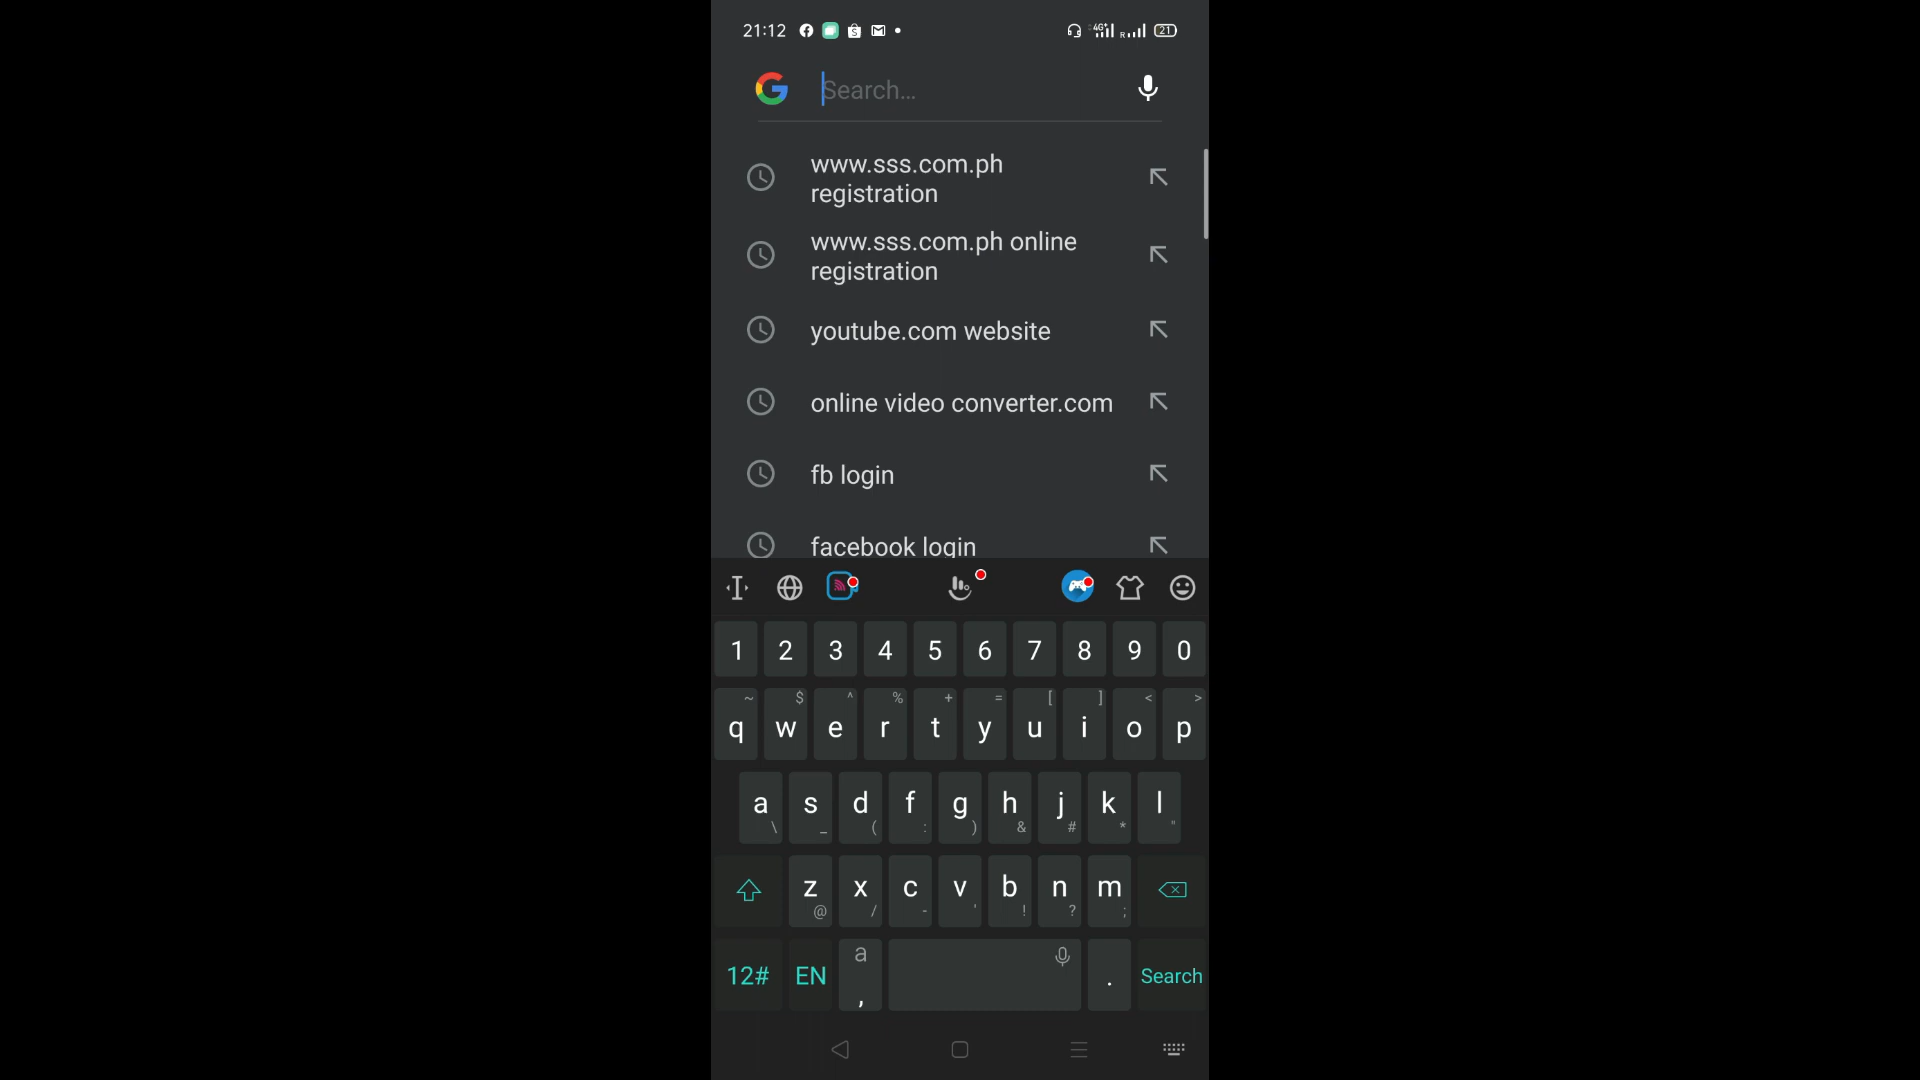 21:12
4G+
R
21
Search...
www.sss.com.ph
registration
www.sss.com.ph online
registration
youtube.com website
online video converter.com
fb login
facebook login
1 2 3 4 5 6 7 8 9 0
~ $ ^ % + = [ ] < >
q w e r t y u i o p
a s d f g h j k l
\ _ ( : ) & # * "
z x c v b n m
@ / - ' ! ? ;
12# EN a , . Search